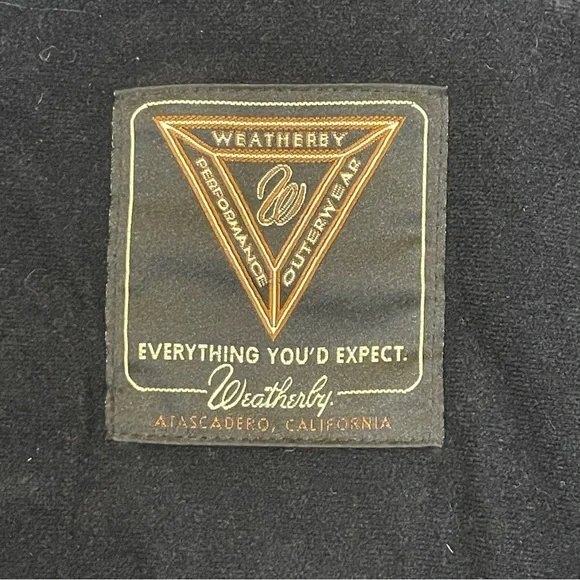 WEATHERBY
PERFORMANCE
OUTERWEAR
W
EVERYTHING YOU'D EXPECT.
Weatherby
ATASCADERO, CALIFORNIA